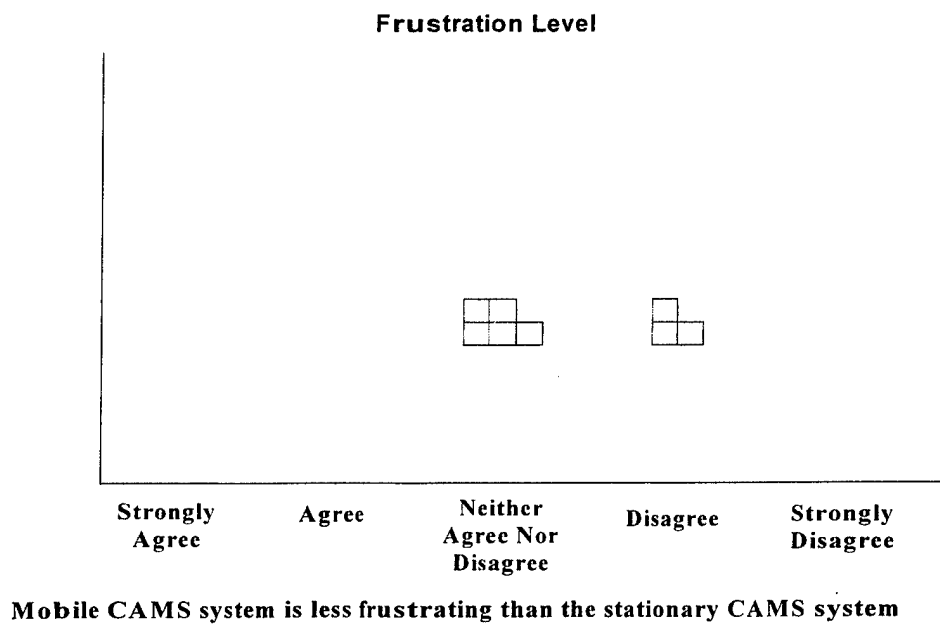 Frustration Level
Strongly
Agree
Agree
Neither
Agree Nor
Disagree
Disagree
Strongly
Disagree
Mobile CAMS system is less frustrating than the stationary CAMS system